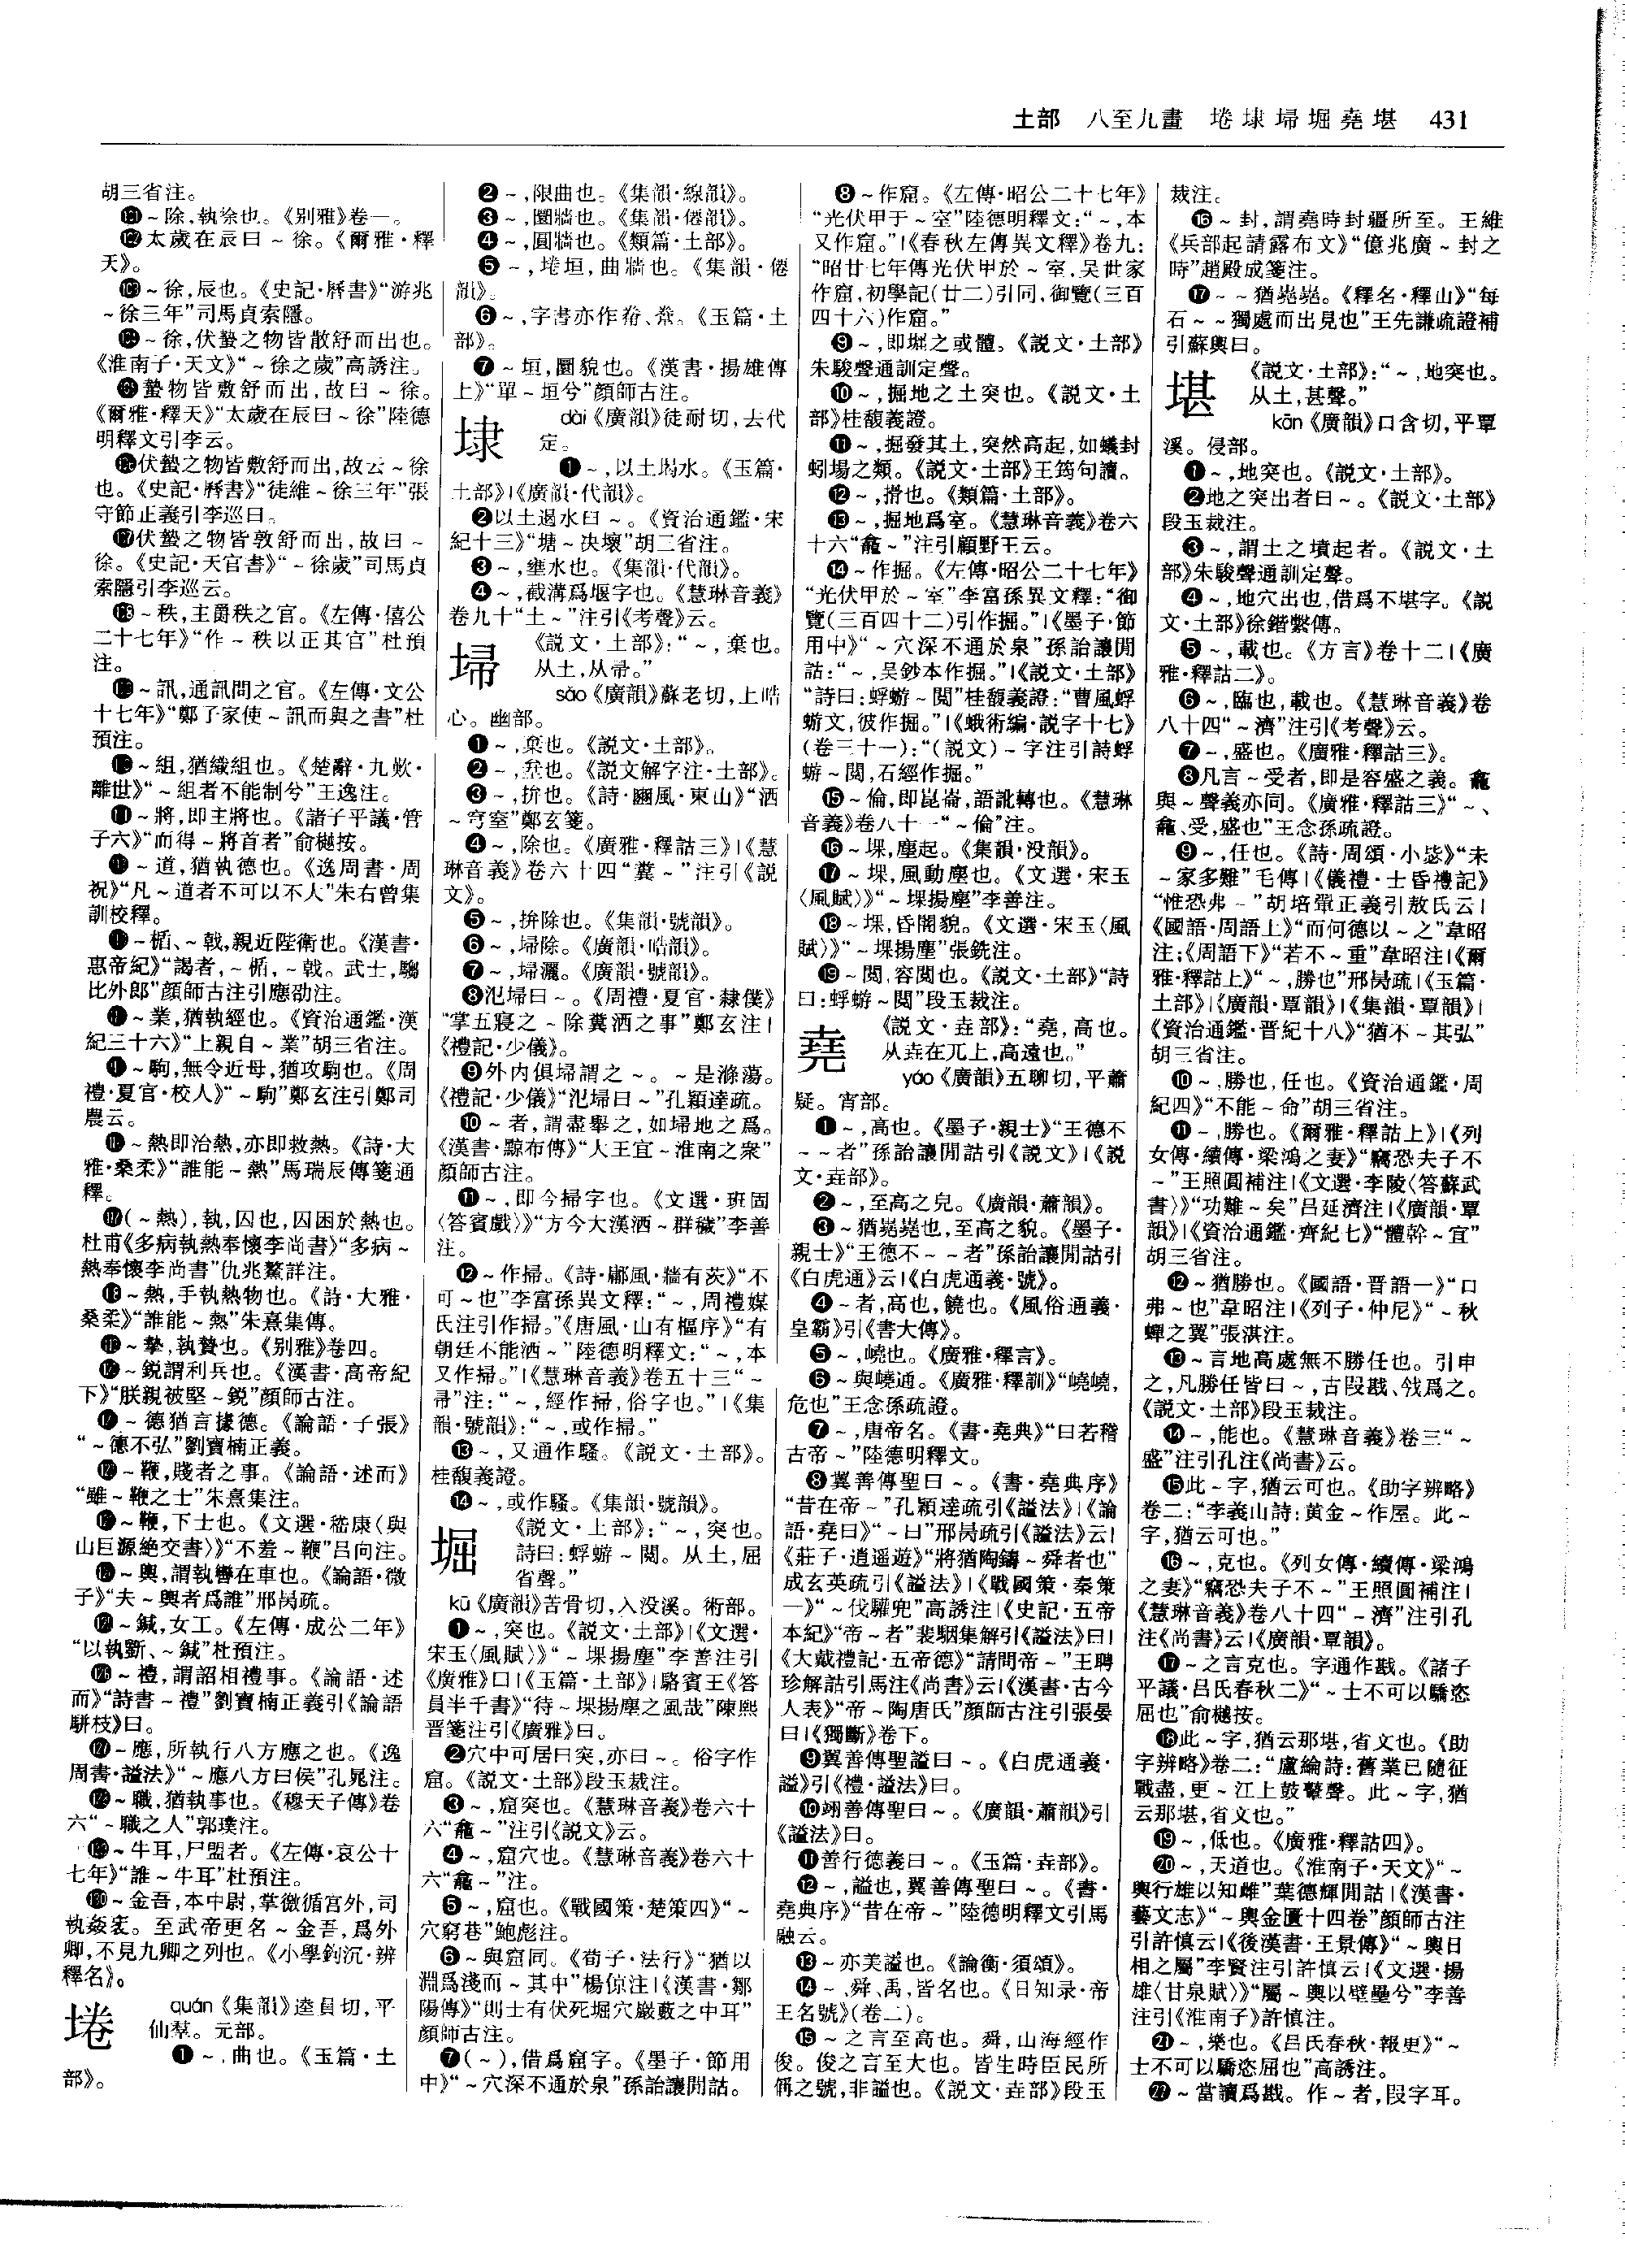 土部 八至九畫 埢埭埽堀堯堪 431
胡三省注。
~除,執徐也。《别雅》卷一。
太歲在辰曰~徐。《爾雅·釋
天》。
~徐,辰也。《史記·曆書》“游兆
~徐三年”司馬貞索隱。
~徐,伏蟄之物皆散舒而出也。
《淮南子·天文》“~徐之歲”高誘注。
蟄物皆敷舒而出,故曰~徐。
《爾雅·釋天》“太歲在辰曰~徐”陸德
明釋文引李云。
伏蟄之物皆敷舒而出,故云~徐
也。《史記·曆書》“徒維~徐三年”張
守節正義引李巡曰。
伏蟄之物皆敦舒而出,故曰~
徐。《史記·天官書》“~徐歲”司馬貞
索隱引李巡云。
~秩,主爵秩之官。《左傳·僖公
二十七年》“作~秩以正其官”杜預
注。
~訊,通訊問之官。《左傳·文公
十七年》“鄭子家使~訊而與之書”杜
預注。
~組,猶織組也。《楚辭·九歎·
離世》“~組者不能制兮”王逸注。
~將,即主將也。《諸子平議·管
子六》“而得~將首者”俞樾按。
~道,猶執德也。《逸周書·周
祝》“凡~道者不可以不大”朱右曾集
訓校釋。
~楯、~戟,親近陛衛也。《漢書·
惠帝紀》“謁者,~楯,~戟。武士,騶
比外郎”顏師古注引應劭注。
~業,猶執經也。《資治通鑑·漢
紀三十六》“上親自~業”胡三省注。
~駒,無令近母,猶攻駒也。《周
禮·夏官·校人》“~駒”鄭玄注引鄭司
農云。
~熱即治熱,亦即救熱。《詩·大
雅·桑柔》“誰能~熱”馬瑞辰傳箋通
釋。
(~熱),執,囚也,囚困於熱也。
杜甫《多病執熱奉懷李尚書》“多病~
熱奉懷李尚書”仇兆鰲詳注。
~熱,手執熱物也。《詩·大雅·
桑柔》“誰能~熱”朱熹集傳。
~摯,執贄也。《别雅》卷四。
~鋭謂利兵也。《漢書·高帝紀
下》“朕親被堅~鋭”顏師古注。
~德猶言據德。《論語·子張》
“~德不弘”劉寶楠正義。
~鞭,賤者之事。《論語·述而》
“雖~鞭之士”朱熹集注。
~鞭,下士也。《文選·嵇康〈與
山巨源絶交書〉》“不羞~鞭”吕向注。
~輿,謂執轡在車也。《論語·微
子》“夫~輿者爲誰”邢昺疏。
~鍼,女工。《左傳·成公二年》
“以執斲、~鍼”杜預注。
~禮,謂詔相禮事。《論語·述
而》“詩書~禮”劉寶楠正義引《論語
駢枝》曰。
~應,所執行八方應之也。《逸
周書·謚法》“~應八方曰侯”孔晁注。
~職,猶執事也。《穆天子傳》卷
六“~職之人”郭璞注。
~牛耳,尸盟者。《左傳·哀公十
七年》“誰~牛耳”杜預注。
~金吾,本中尉,掌徼循宫外,司
執姦衺。至武帝更名~金吾,爲外
卿,不見九卿之列也。《小學鉤沉·辨
釋名》。
埢
quán《集韻》逵員切,平
仙羣。元部。
❶~,曲也。《玉篇·土
部》。
❷~,限曲也。《集韻·線韻》。
❸~,圜牆也。《集韻·倦韻》。
❹~,圓牆也。《類篇·土部》。
❺~,埢垣,曲牆也。《集韻·倦
韻》。
❻~,字書亦作𢍏、絭。《玉篇·土
部》。
❼~垣,圜貌也。《漢書·揚雄傳
上》“單~垣兮”顏師古注。
埭
dài《廣韻》徒耐切,去代
定。
❶~,以土堨水。《玉篇·
土部》|《廣韻·代韻》。
❷以土遏水曰~。《資治通鑑·宋
紀十三》“塘~决壞”胡三省注。
❸~,壅水也。《集韻·代韻》。
❹~,截溝爲堰字也。《慧琳音義》
卷九十“土~”注引《考聲》云。
埽
《説文·土部》:“~,棄也。
从土,从帚。”
sǎo《廣韻》蘇老切,上晧
心。幽部。
❶~,棄也。《説文·土部》。
❷~,糞也。《説文解字注·土部》。
❸~,拚也。《詩·豳風·東山》“洒
~穹窒”鄭玄箋。
❹~,除也。《廣雅·釋詁三》|《慧
琳音義》卷六十四“糞~”注引《説
文》。
❺~,拚除也。《集韻·號韻》。
❻~,埽除。《廣韻·晧韻》。
❼~,埽灑。《廣韻·號韻》。
❽氾埽曰~。《周禮·夏官·隸僕》
“掌五寢之~除糞洒之事”鄭玄注|
《禮記·少儀》。
❾外内俱埽謂之~。~是滌蕩。
《禮記·少儀》“氾埽曰~”孔穎達疏。
❿~者,謂盡舉之,如埽地之爲。
《漢書·黥布傳》“大王宜~淮南之衆”
顏師古注。
⓫~,即今掃字也。《文選·班固
〈答賓戲〉》“方今大漢洒~群穢”李善
注。
⓬~作掃。《詩·鄘風·牆有茨》“不
可~也”李富孫異文釋:“~,周禮媒
氏注引作掃。”《唐風·山有樞序》“有
朝廷不能洒~”陸德明釋文:“~,本
又作掃。”|《慧琳音義》卷五十三“~
帚”注:“~,經作掃,俗字也。”|《集
韻·號韻》:“~,或作掃。”
⓭~,又通作騷。《説文·土部》。
桂馥義證。
⓮~,或作騷。《集韻·號韻》。
堀
《説文·土部》:“~,突也。
詩曰:蜉蝣~閲。从土,屈
省聲。”
kū《廣韻》苦骨切,入没溪。術部。
❶~,突也。《説文·土部》|《文選·
宋玉〈風賦〉》“~堁揚塵”李善注引
《廣雅》曰|《玉篇·土部》|駱賓王《答
員半千書》“待~堁揚塵之風哉”陳熙
晋箋注引《廣雅》曰。
❷穴中可居曰突,亦曰~。俗字作
窟。《説文·土部》段玉裁注。
❸~,窟突也。《慧琳音義》卷六十
六“龕~”注引《説文》云。
❹~,窟穴也。《慧琳音義》卷六十
六“龕~”注。
❺~,窟也。《戰國策·楚策四》“~
穴窮巷”鮑彪注。
❻~與窟同。《荀子·法行》“猶以
淵爲淺而~其中”楊倞注|《漢書·鄒
陽傳》“則士有伏死堀穴巖藪之中耳”
顏師古注。
❼(~),借爲窟字。《墨子·節用
中》“~穴深不通於泉”孫詒讓閒詁。
❽~作窟。《左傳·昭公二十七年》
“光伏甲于~室”陸德明釋文:“~,本
又作窟。”|《春秋左傳異文釋》卷九:
“昭廿七年傳光伏甲於~室,吴世家
作窟,初學記(廿二)引同,御覽(三百
四十六)作窟。”
❾~,即堀之或體。《説文·土部》
朱駿聲通訓定聲。
❿~,掘地之土突也。《説文·土
部》桂馥義證。
⓫~,掘發其土,突然高起,如蟻封
蚓場之類。《説文·土部》王筠句讀。
⓬~,搰也。《類篇·土部》。
⓭~,掘地爲室。《慧琳音義》卷六
十六“龕~”注引顧野王云。
⓮~作掘。《左傳·昭公二十七年》
“光伏甲於~室”李富孫異文釋:“御
覽(三百四十二)引作掘。”|《墨子·節
用中》“~穴深不通於泉”孫詒讓閒
詁:“~,吴鈔本作掘。”|《説文·土部》
“詩曰:蜉蝣~閲”桂馥義證:“曹風蜉
蝣文,彼作掘。”|《蛾術編·説字十七》
(卷三十一):“(説文)~字注引詩蜉
蝣~閲,石經作掘。”
⓯~倫,即崑崙,語訛轉也。《慧琳
音義》卷八十一“~倫”注。
⓰~堁,塵起。《集韻·没韻》。
⓱~堁,風動塵也。《文選·宋玉
〈風賦〉》“~堁揚塵”李善注。
⓲~堁,昏闇貌。《文選·宋玉〈風
賦〉》“~堁揚塵”張銑注。
⓳~閲,容閲也。《説文·土部》“詩
曰:蜉蝣~閲”段玉裁注。
堯
《説文·垚部》:“堯,高也。
从垚在兀上,高遠也。”
yáo《廣韻》五聊切,平蕭
疑。宵部。
❶~,高也。《墨子·親士》“王德不
~~者”孫詒讓閒詁引《説文》|《説
文·垚部》。
❷~,至高之皃。《廣韻·蕭韻》。
❸~猶嶢嶢也,至高之貌。《墨子·
親士》“王德不~~者”孫詒讓閒詁引
《白虎通》云|《白虎通義·號》。
❹~者,高也,饒也。《風俗通義·
皇霸》引《書大傳》。
❺~,嶢也。《廣雅·釋言》。
❻~與嶢通。《廣雅·釋訓》“嶢嶢,
危也”王念孫疏證。
❼~,唐帝名。《書·堯典》“曰若稽
古帝~”陸德明釋文。
❽翼善傳聖曰~。《書·堯典序》
“昔在帝~”孔穎達疏引《謚法》|《論
語·堯曰》“~曰”邢昺疏引《謚法》云|
《莊子·逍遥遊》“將猶陶鑄~舜者也”
成玄英疏引《謚法》|《戰國策·秦策
一》“~伐驩兜”高誘注|《史記·五帝
本紀》“帝~者”裴駰集解引《謚法》曰|
《大戴禮記·五帝德》“請問帝~”王聘
珍解詁引馬注《尚書》云|《漢書·古今
人表》“帝~陶唐氏”顏師古注引張晏
曰|《獨斷》卷下。
❾翼善傳聖謚曰~。《白虎通義·
謚》引《禮·謚法》曰。
❿翊善傳聖曰~。《廣韻·蕭韻》引
《謚法》曰。
⓫善行德義曰~。《玉篇·垚部》。
⓬~,謚也,翼善傳聖曰~。《書·
堯典序》“昔在帝~”陸德明釋文引馬
融云。
⓭~亦美謚也。《論衡·須頌》。
⓮~、舜、禹,皆名也。《日知录·帝
王名號》(卷二)。
⓯~之言至高也。舜,山海經作
俊。俊之言至大也。皆生時臣民所
偁之號,非謚也。《説文·垚部》段玉
裁注。
⓰~封,謂堯時封疆所至。王維
《兵部起請露布文》“億兆廣~封之
時”趙殿成箋注。
⓱~~猶嶢嶢。《釋名·釋山》“每
石~~獨處而出見也”王先謙疏證補
引蘇輿曰。
堪
《説文·土部》:“~,地突也。
从土,甚聲。”
kān《廣韻》口含切,平覃
溪。侵部。
❶~,地突也。《説文·土部》。
❷地之突出者曰~。《説文·土部》
段玉裁注。
❸~,謂土之墳起者。《説文·土
部》朱駿聲通訓定聲。
❹~,地穴出也,借爲不堪字。《説
文·土部》徐鍇繫傳。
❺~,載也。《方言》卷十二|《廣
雅·釋詁二》。
❻~,臨也,載也。《慧琳音義》卷
八十四“~濟”注引《考聲》云。
❼~,盛也。《廣雅·釋詁三》。
❽凡言~受者,即是容盛之義。龕
與~聲義亦同。《廣雅·釋詁三》“~、
龕、受,盛也”王念孫疏證。
❾~,任也。《詩·周頌·小毖》“未
~家多難”毛傳|《儀禮·士昏禮記》
“惟恐弗~”胡培翬正義引敖氏云|
《國語·周語上》“而何德以~之”韋昭
注;《周語下》“若不~重”韋昭注|《爾
雅·釋詁上》“~,勝也”邢昺疏|《玉篇·
土部》|《廣韻·覃韻》|《集韻·覃韻》|
《資治通鑑·晋紀十八》“猶不~其弘”
胡三省注。
❿~,勝也,任也。《資治通鑑·周
紀四》“不能~命”胡三省注。
⓫~,勝也。《爾雅·釋詁上》|《列
女傳·續傳·梁鴻之妻》“竊恐夫子不
~”王照圓補注|《文選·李陵〈答蘇武
書〉》“功難~矣”吕延濟注|《廣韻·覃
韻》|《資治通鑑·齊紀七》“體幹~宜”
胡三省注。
⓬~猶勝也。《國語·晋語一》“口
弗~也”韋昭注|《列子·仲尼》“~秋
蟬之翼”張湛注。
⓭~言地高處無不勝任也。引申
之,凡勝任皆曰~,古叚戡、戗爲之。
《説文·土部》段玉裁注。
⓮~,能也。《慧琳音義》卷三“~
盛”注引孔注《尚書》云。
⓯此~字,猶云可也。《助字辨略》
卷二:“李義山詩:黄金~作屋。此~
字,猶云可也。”
⓰~,克也。《列女傳·續傳·梁鴻
之妻》“竊恐夫子不~”王照圓補注|
《慧琳音義》卷八十四“~濟”注引孔
注《尚書》云|《廣韻·覃韻》。
⓱~之言克也。字通作戡。《諸子
平議·吕氏春秋二》“~士不可以驕恣
屈也”俞樾按。
⓲此~字,猶云那堪,省文也。《助
字辨略》卷二:“盧綸詩:舊業已隨征
戰盡,更~江上鼓鼙聲。此~字,猶
云那堪,省文也。”
⓳~,低也。《廣雅·釋詁四》。
⓴~,天道也。《淮南子·天文》“~
輿行雄以知雌”葉德輝閒詁|《漢書·
藝文志》“~輿金匱十四卷”顏師古注
引許慎云|《後漢書·王景傳》“~輿日
相之屬”李賢注引許慎云|《文選·揚
雄〈甘泉賦〉》“屬~輿以壁壘兮”李善
注引《淮南子》許慎注。
㉑~,樂也。《吕氏春秋·報更》“~
士不可以驕恣屈也”高誘注。
㉒~當讀爲戡。作~者,叚字耳。